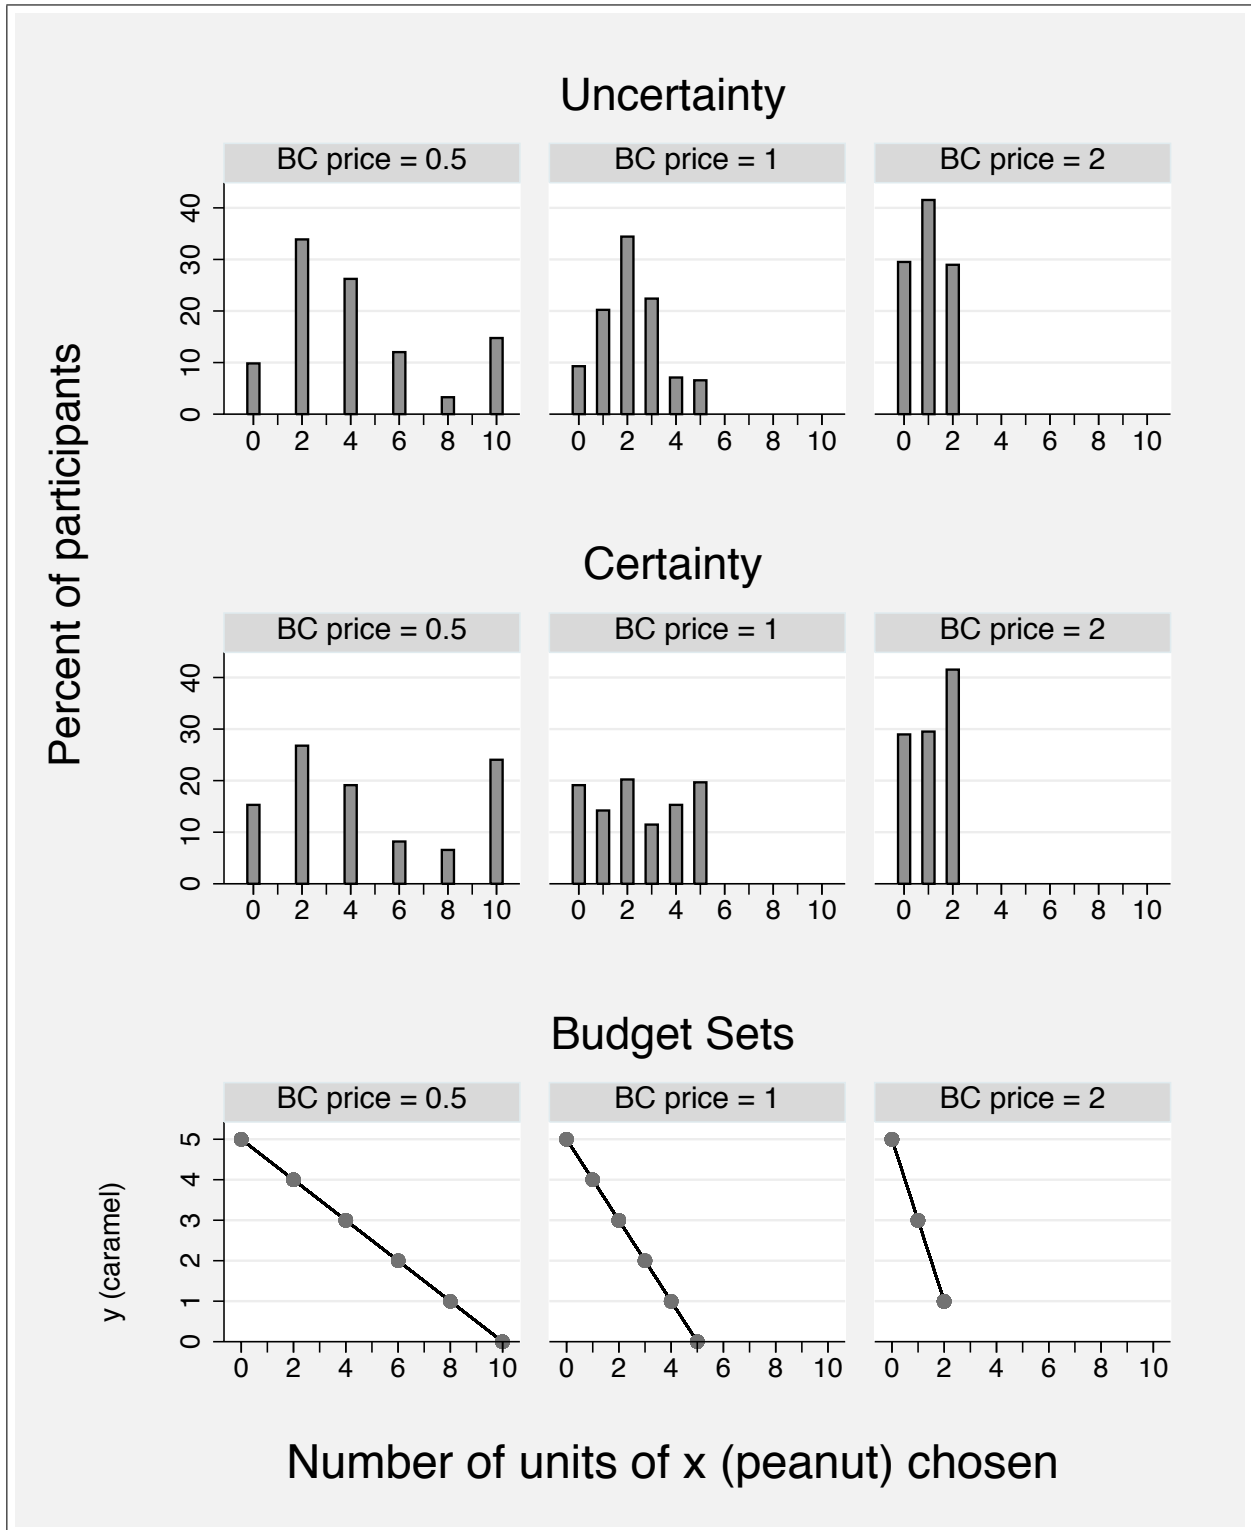 Uncertainty
BC price = 0.5 BC price = 1 BC price = 2
40
30
20
10
0
0 2 4 6 8 10 0 2 4 6 8 10 0 2 4 6 8 10
Percent of participants
Certainty
BC price = 0.5 BC price = 1 BC price = 2
40
30
20
10
0
0 2 4 6 8 10 0 2 4 6 8 10 0 2 4 6 8 10
Budget Sets
BC price = 0.5 BC price = 1 BC price = 2
y (caramel)
5
4
3
2
1
0
0 2 4 6 8 10 0 2 4 6 8 10 0 2 4 6 8 10
Number of units of x (peanut) chosen